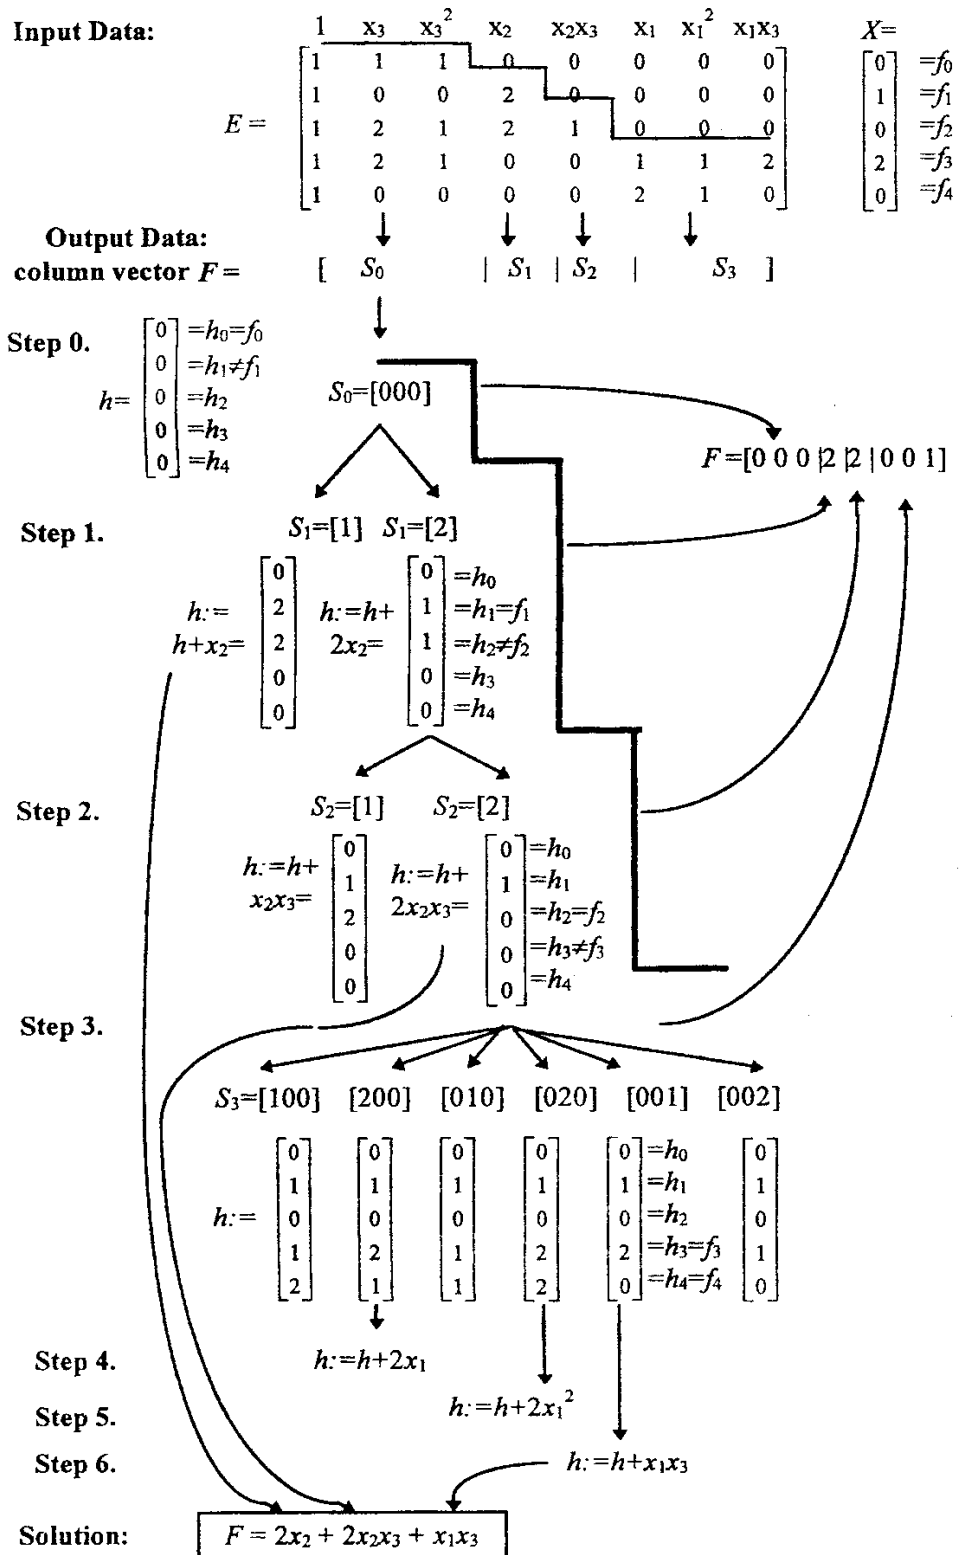 Input Data: 1 x₃ x₃² x₂ x₂x₃ x₁ x₁² x₁x₃ X=
1 1 1 0 0 0 0 0 0 =f₀
1 0 0 2 0 0 0 0 1 =f₁
E = 1 2 1 2 1 0 0 0 0 =f₂
1 2 1 0 0 1 1 2 2 =f₃
1 0 0 0 0 2 1 0 0 =f₄
Output Data:
column vector F = [ S₀ | S₁ | S₂ | S₃ ]
Step 0.
0 =h₀=f₀
0 =h₁≠f₁
h= 0 =h₂
0 =h₃
0 =h₄
S₀=[000]
F=[0 0 0|2|2|0 0 1]
Step 1. S₁=[1] S₁=[2]
0 0 =h₀
h:= 2 h:=h+ 1 =h₁=f₁
h+x₂= 2 2x₂= 1 =h₂≠f₂
0 0 =h₃
0 0 =h₄
Step 2. S₂=[1] S₂=[2]
0 0 =h₀
h:=h+ 1 h:=h+ 1 =h₁
x₂x₃= 2 2x₂x₃= 0 =h₂=f₂
0 0 =h₃≠f₃
0 0 =h₄
Step 3.
S₃=[100] [200] [010] [020] [001] [002]
0 0 0 0 0 =h₀ 0
1 1 1 1 1 =h₁ 1
h:= 0 0 0 0 0 =h₂ 0
1 2 1 2 2 =h₃=f₃ 1
2 1 1 2 0 =h₄=f₄ 0
Step 4. h:=h+2x₁
Step 5. h:=h+2x₁²
Step 6. h:=h+x₁x₃
Solution: F = 2x₂ + 2x₂x₃ + x₁x₃